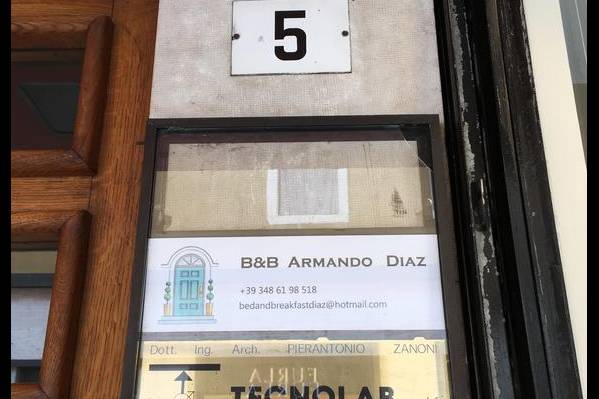 5
B&B ARMANDO DIAZ
+39 348 61 98 518
bedandbreakfastdiaz@hotmail.com
Dott. Ing. Arch. PIERANTONIO ZANONI
FURLA
TECNOLAB